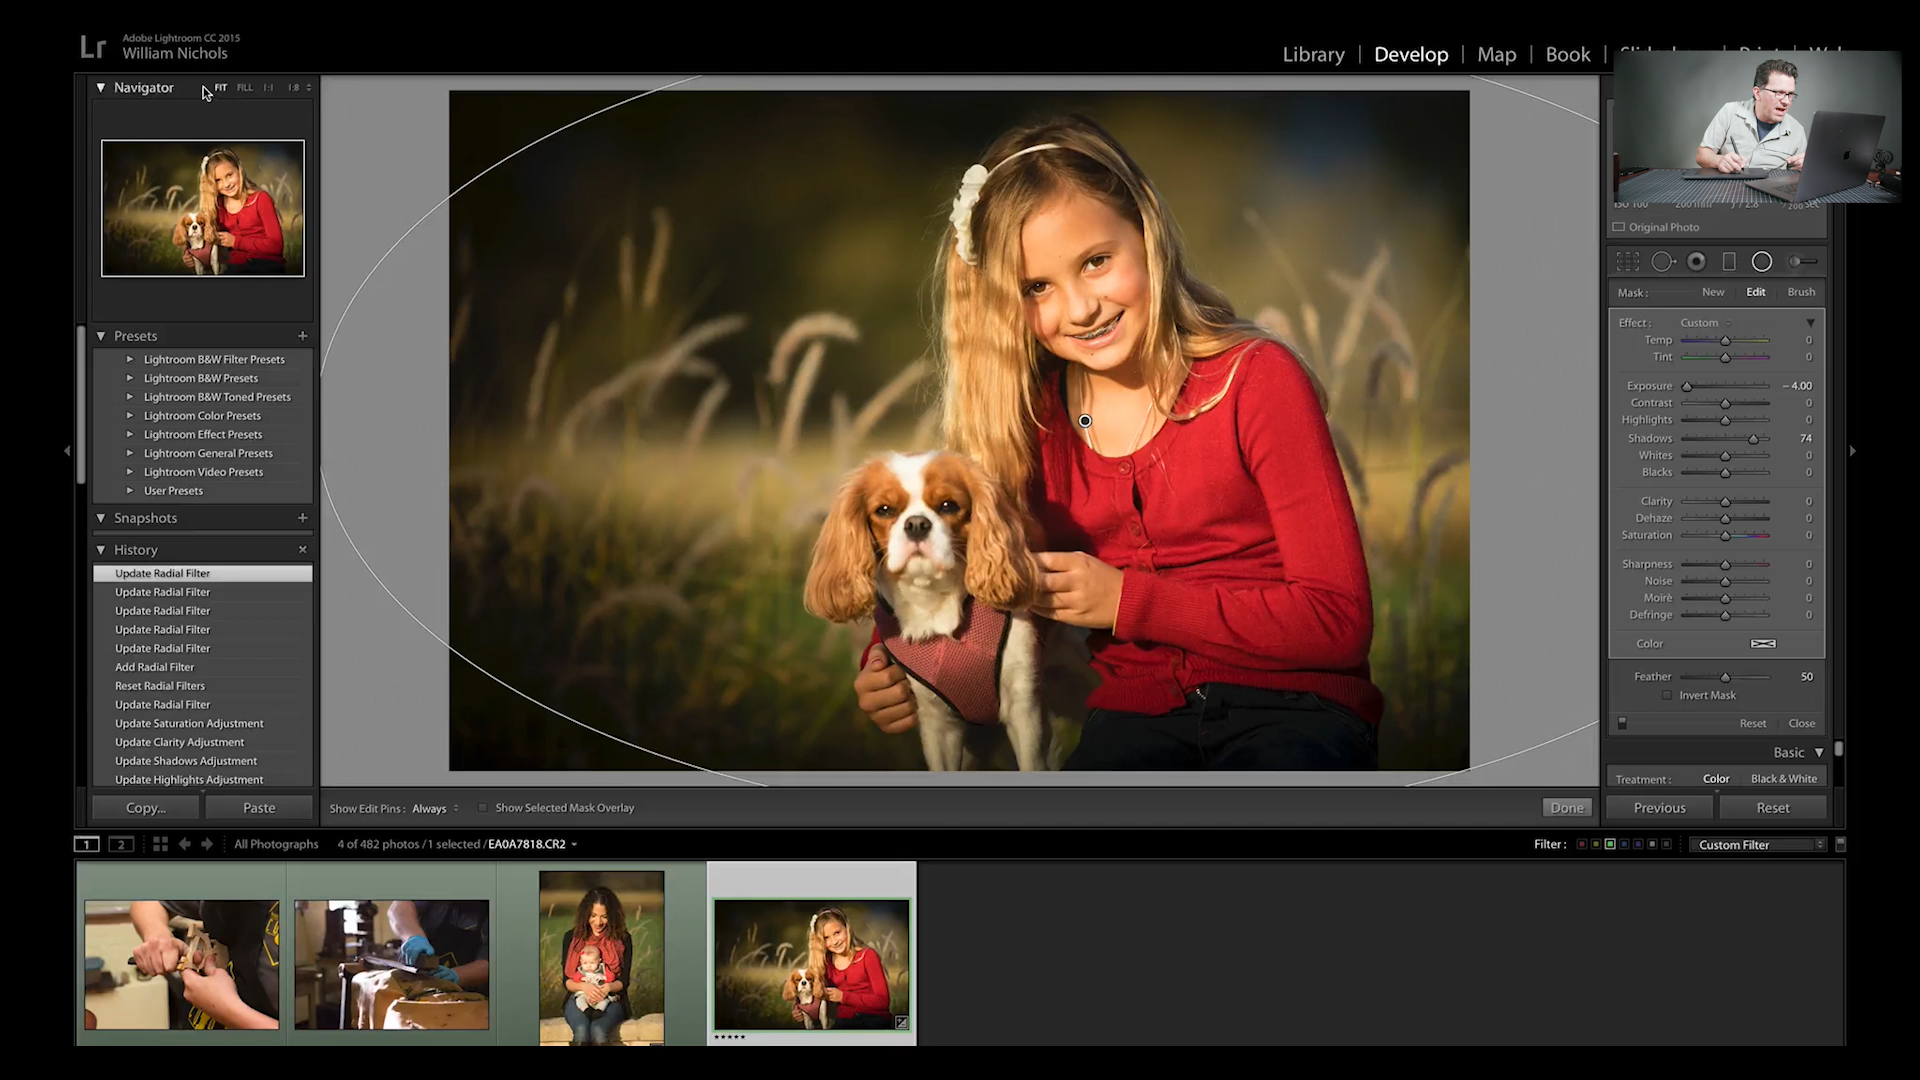 Lr
Adobe Lightroom CC 2015
William Nichols
Library | Develop | Map | Book |
Navigator FIT FILL 1:1 1:8
Presets +
Lightroom B&W Filter Presets
Lightroom B&W Presets
Lightroom B&W Toned Presets
Lightroom Color Presets
Lightroom Effect Presets
Lightroom General Presets
Lightroom Video Presets
User Presets
Snapshots +
History ×
Update Radial Filter
Update Radial Filter
Update Radial Filter
Update Radial Filter
Update Radial Filter
Add Radial Filter
Reset Radial Filters
Update Radial Filter
Update Saturation Adjustment
Update Clarity Adjustment
Update Shadows Adjustment
Update Highlights Adjustment
Copy... Paste
Original Photo
Mask : New Edit Brush
Effect : Custom
Temp 0
Tint 0
Exposure – 4.00
Contrast 0
Highlights 0
Shadows 74
Whites 0
Blacks 0
Clarity 0
Dehaze 0
Saturation 0
Sharpness 0
Noise 0
Moiré 0
Defringe 0
Color
Feather 50
Invert Mask
Reset Close
Basic
Treatment : Color Black & White
Previous Reset
Show Edit Pins : Always Show Selected Mask Overlay Done
1 2 All Photographs 4 of 482 photos / 1 selected / EA0A7818.CR2 Filter : Custom Filter